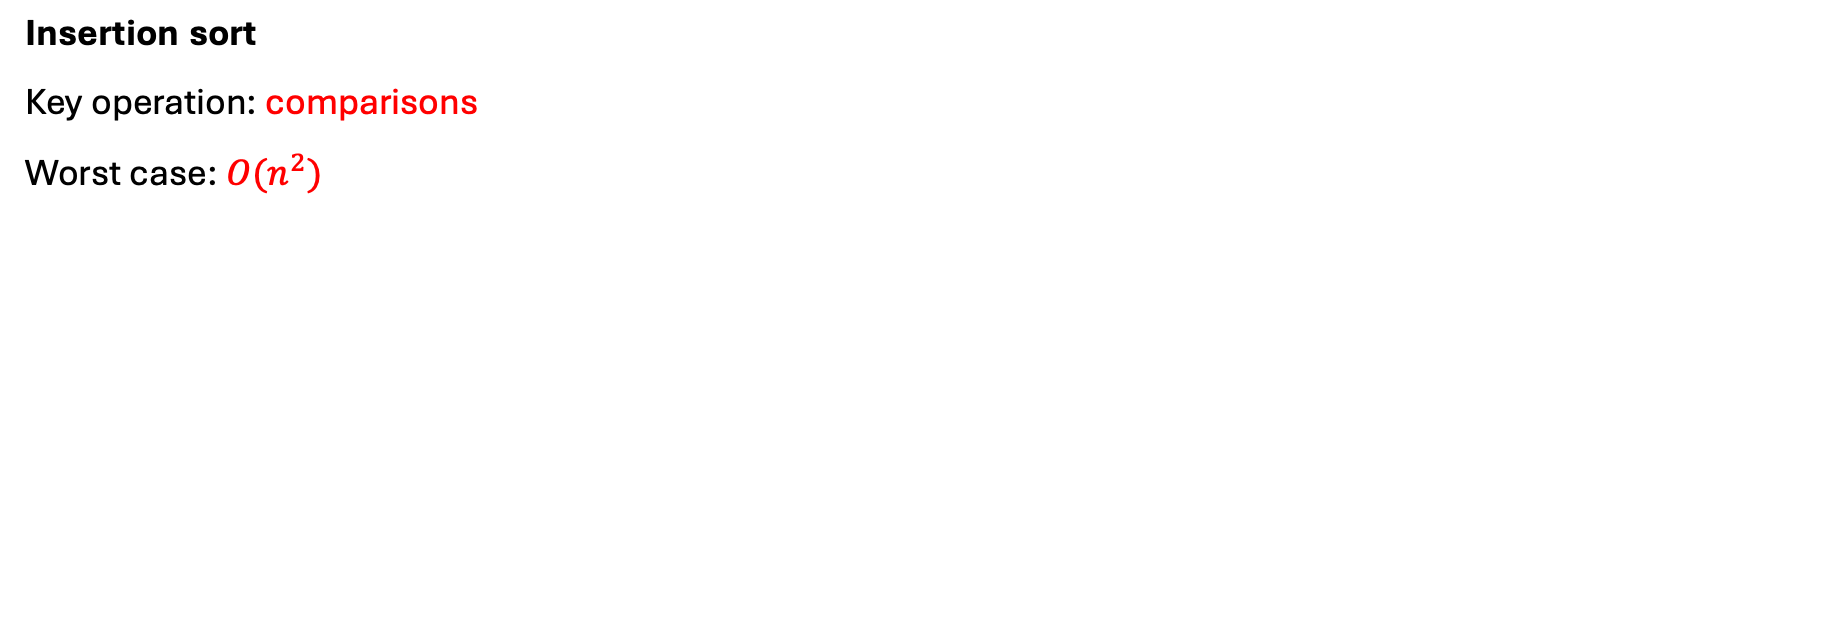 Insertion sort
Key operation: comparisons
Worst case: O(n²)